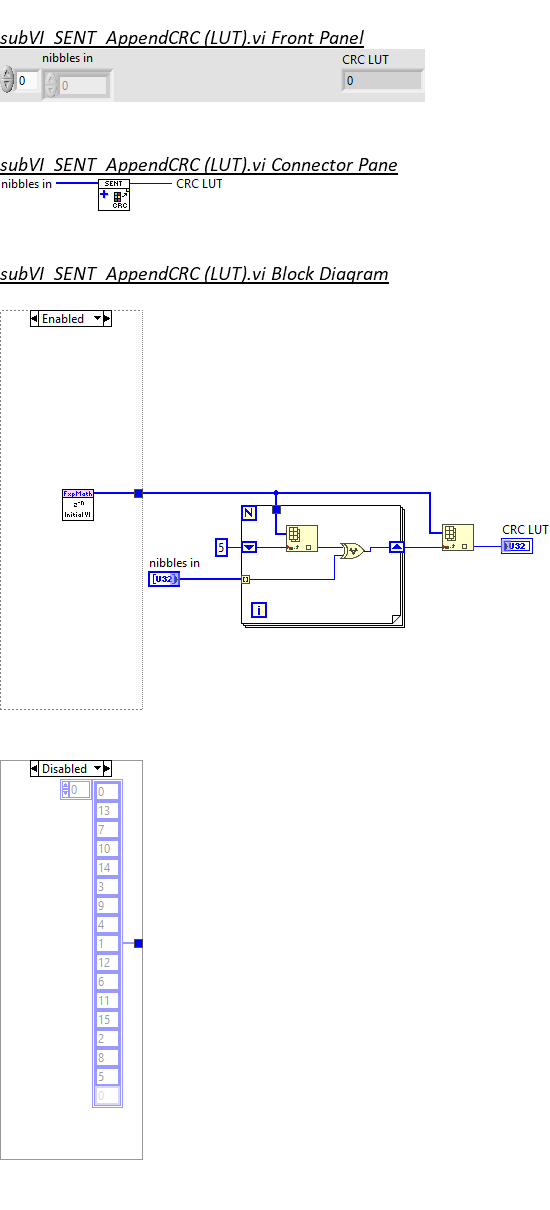 subVI_SENT_AppendCRC (LUT).vi Front Panel
nibbles in
CRC LUT
0
0
0
subVI_SENT_AppendCRC (LUT).vi Connector Pane
nibbles in
SENT
CRC LUT
+
CRC
subVI_SENT_AppendCRC (LUT).vi Block Diagram
Enabled
FxpMath
2^-n
Initial VI
N
5
CRC LUT
U32
nibbles in
[U32]
i
Disabled
0
0
13
7
10
14
3
9
4
1
12
6
11
15
2
8
5
0